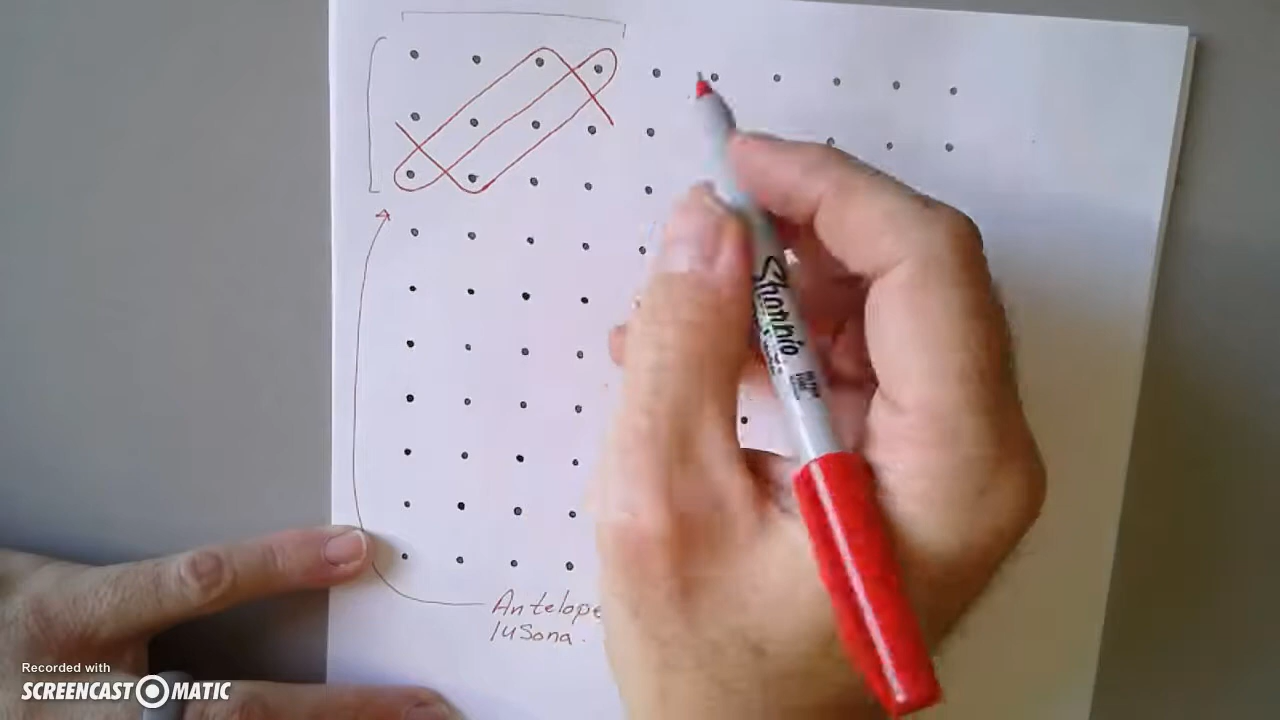 Sharpie
Antelope
luSona.
Recorded with
SCREENCAST MATIC